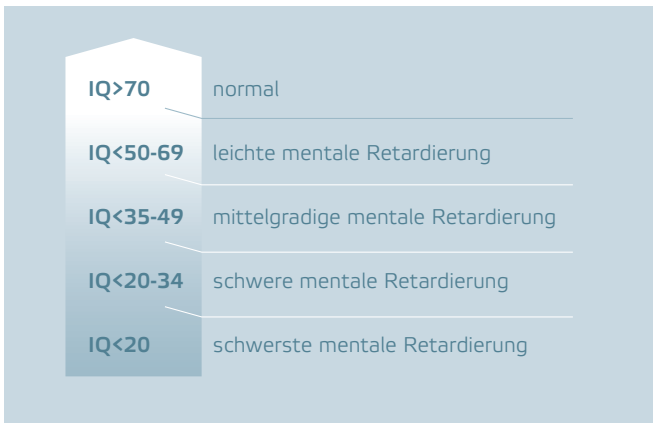 IQ>70 normal
IQ<50-69 leichte mentale Retardierung
IQ<35-49 mittelgradige mentale Retardierung
IQ<20-34 schwere mentale Retardierung
IQ<20 schwerste mentale Retardierung